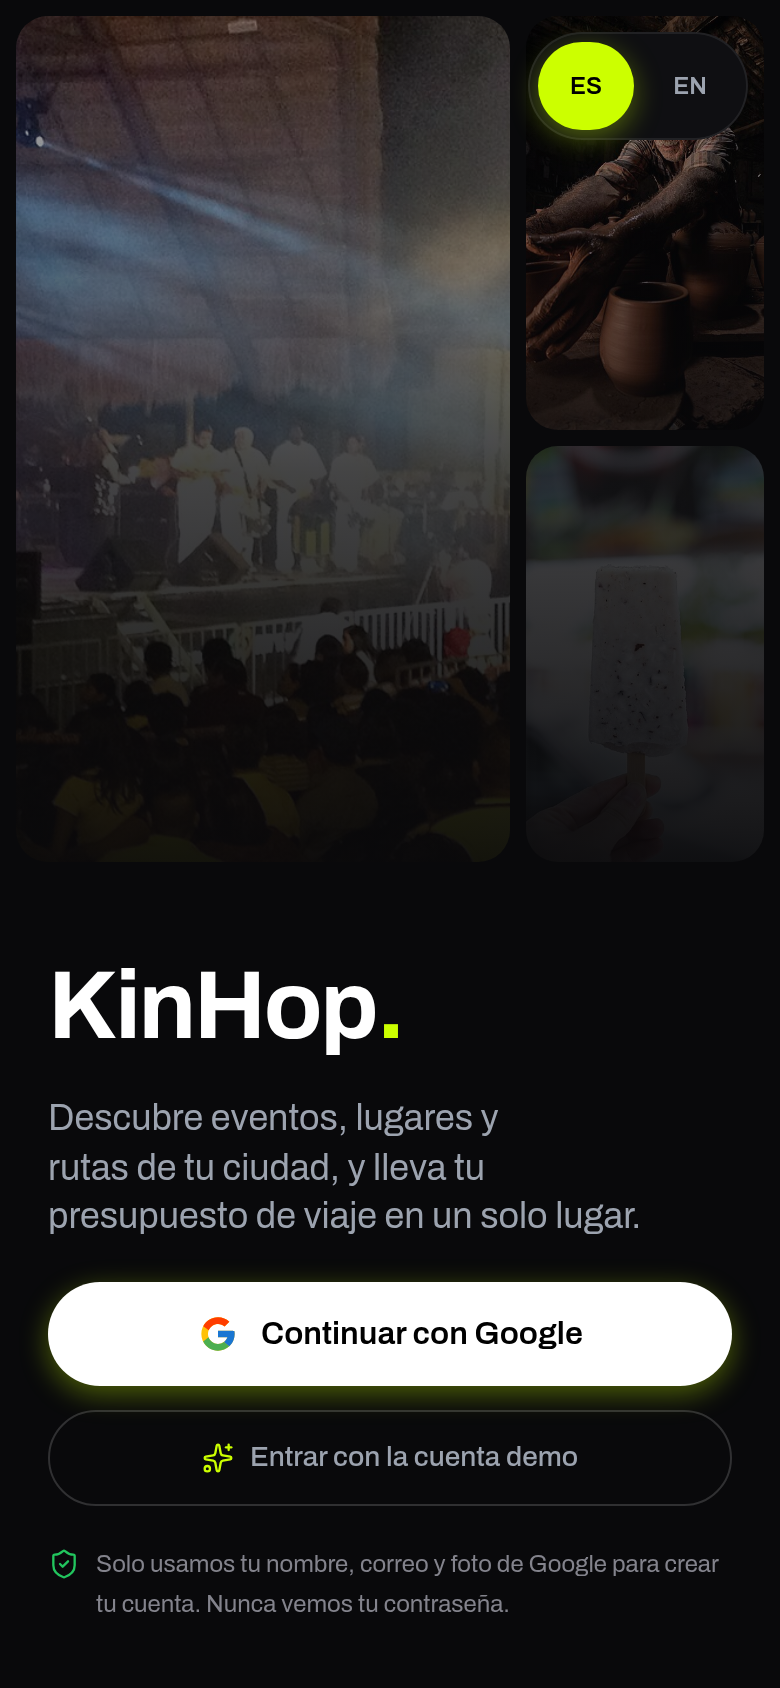 ES EN
KinHop.
Descubre eventos, lugares y
rutas de tu ciudad, y lleva tu
presupuesto de viaje en un solo lugar.
Continuar con Google
Entrar con la cuenta demo
Solo usamos tu nombre, correo y foto de Google para crear
tu cuenta. Nunca vemos tu contraseña.